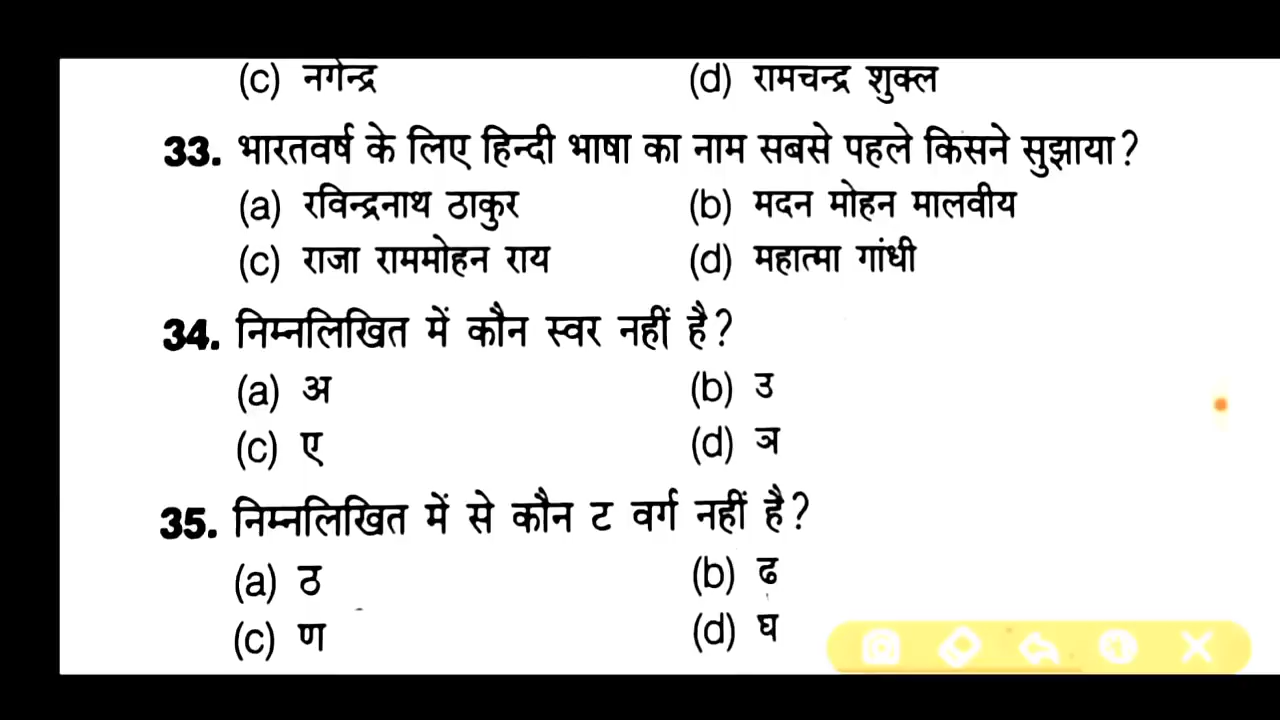 (c) नगेन्द्र (d) रामचन्द्र शुक्ल
33. भारतवर्ष के लिए हिन्दी भाषा का नाम सबसे पहले किसने सुझाया?
(a) रविन्द्रनाथ ठाकुर (b) मदन मोहन मालवीय
(c) राजा राममोहन राय (d) महात्मा गांधी
34. निम्नलिखित में कौन स्वर नहीं है?
(a) अ (b) उ
(c) ए (d) ञ
35. निम्नलिखित में से कौन ट वर्ग नहीं है?
(a) ठ (b) ढ
(c) ण (d) घ